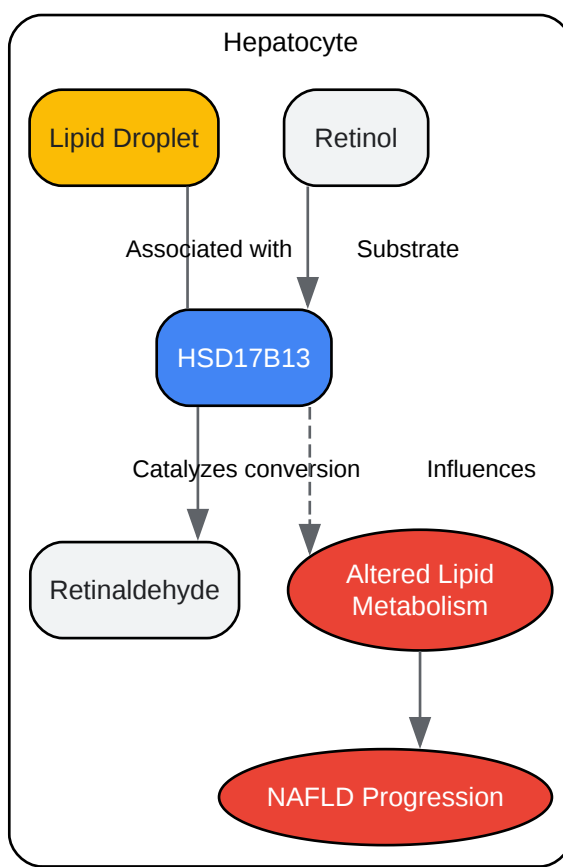 Hepatocyte
Lipid Droplet
Retinol
Associated with
Substrate
HSD17B13
Catalyzes conversion
Influences
Retinaldehyde
Altered Lipid
Metabolism
NAFLD Progression